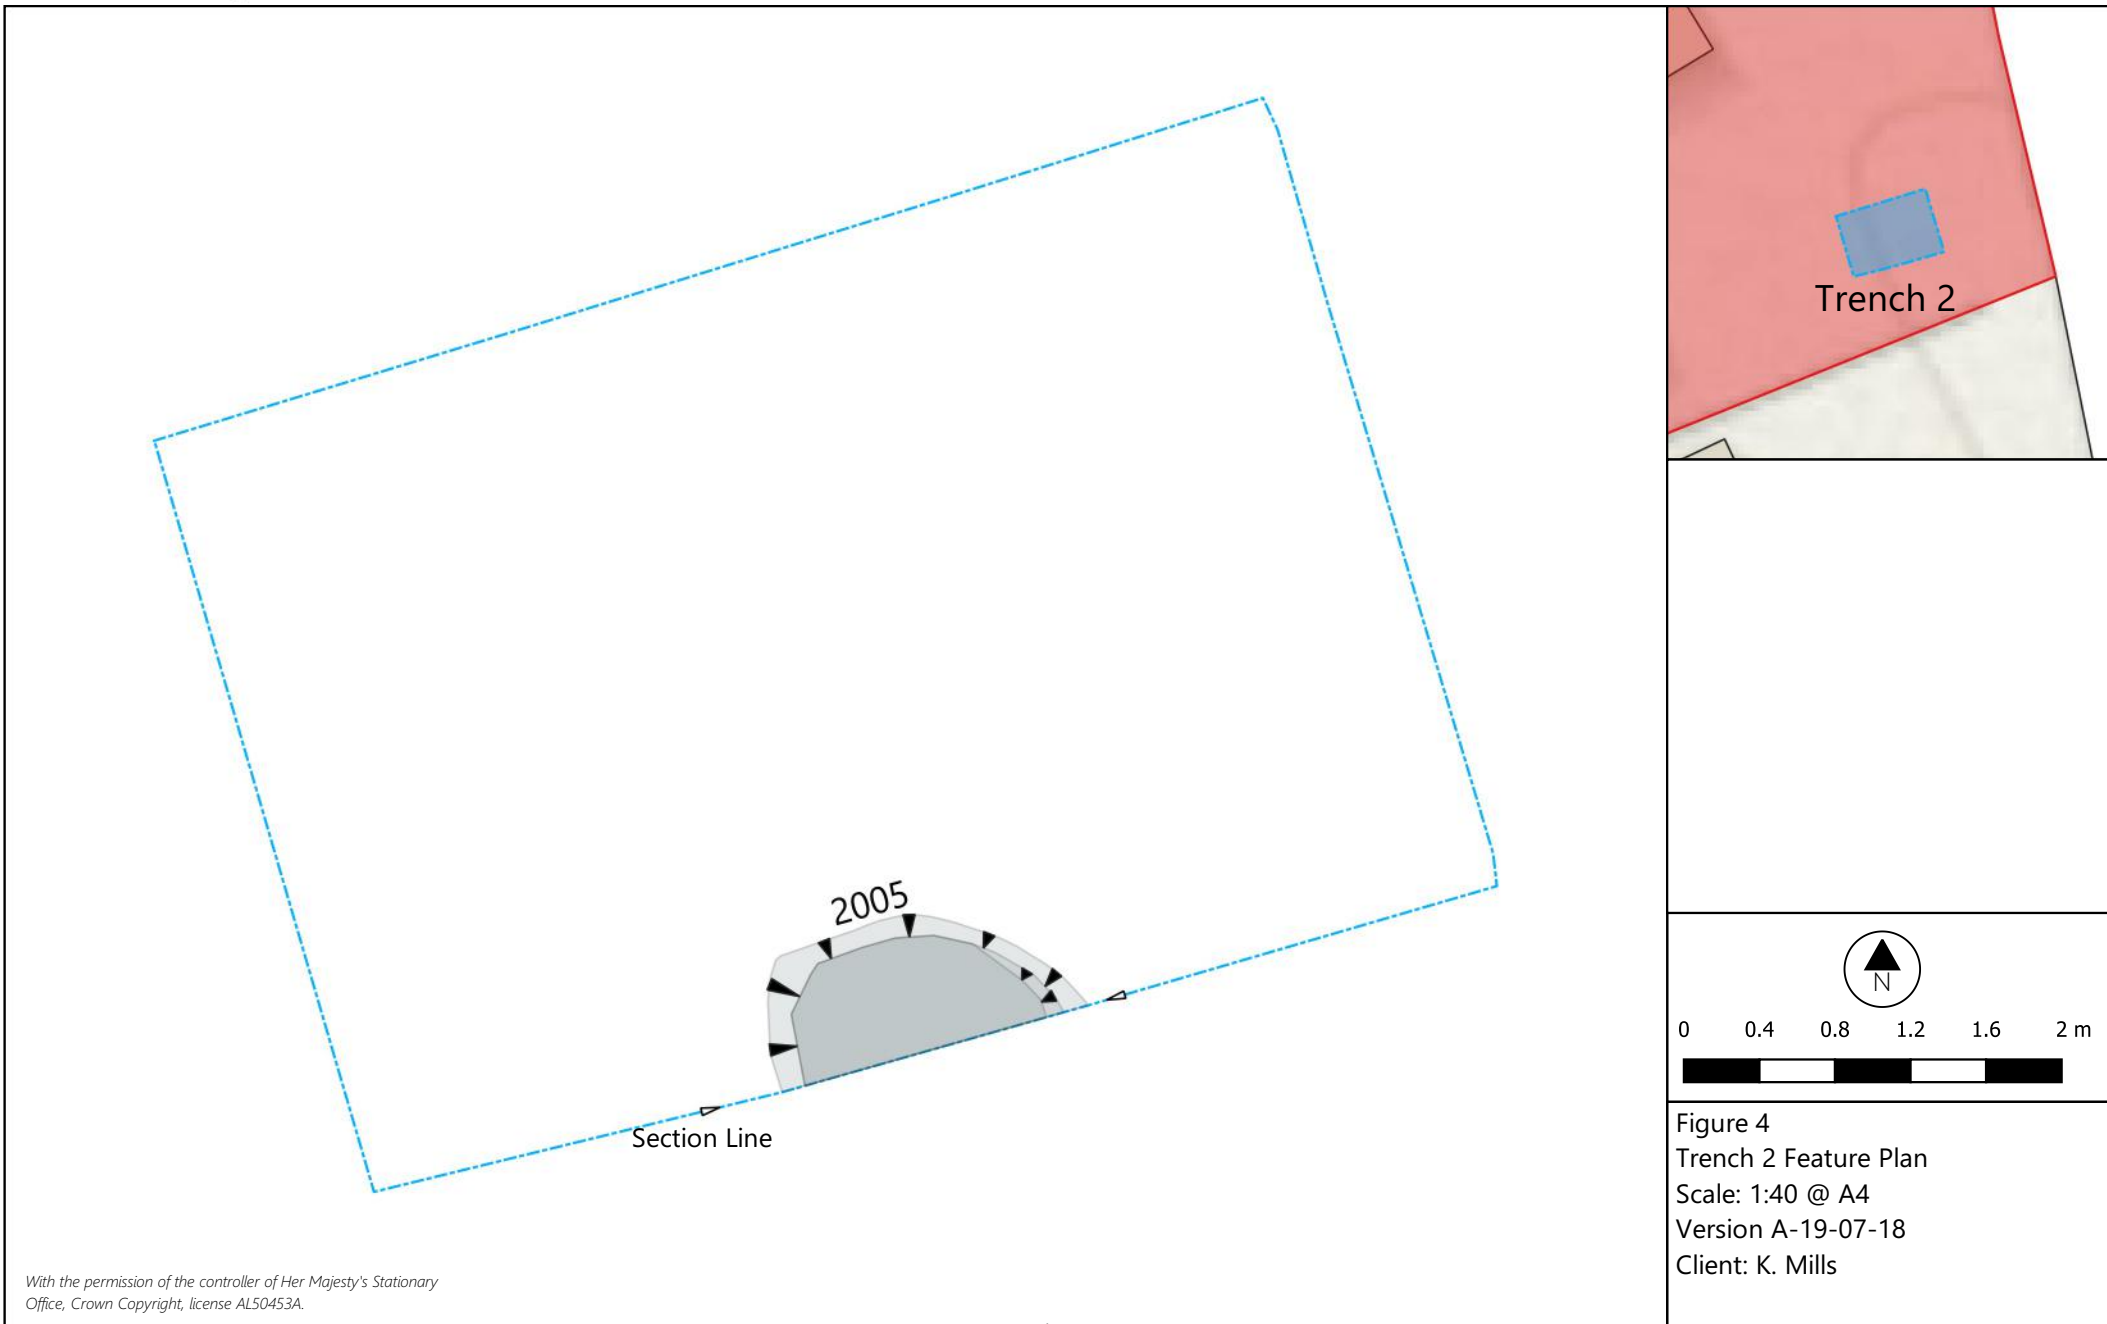 Trench 2
2005
Section Line
N
0 0.4 0.8 1.2 1.6 2 m
Figure 4
Trench 2 Feature Plan
Scale: 1:40 @ A4
Version A-19-07-18
Client: K. Mills
With the permission of the controller of Her Majesty's Stationary
Office, Crown Copyright, license AL50453A.